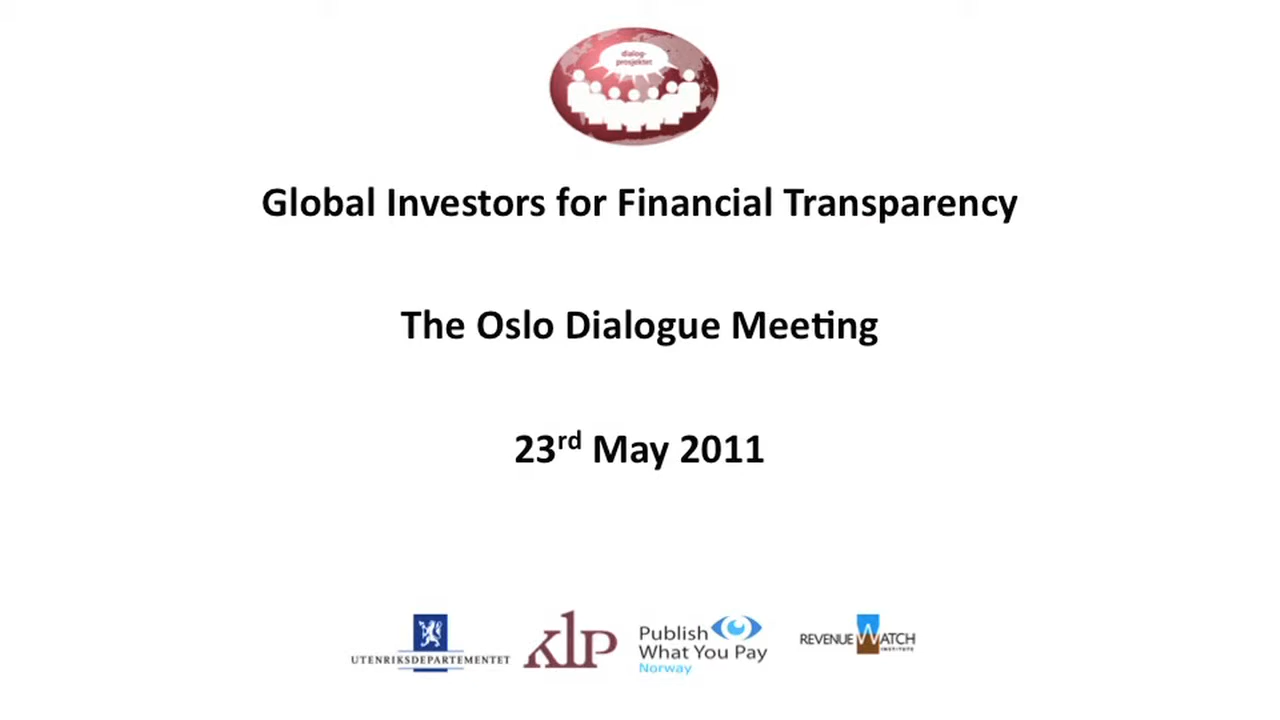 dialog-
prosjektet
Global Investors for Financial Transparency
The Oslo Dialogue Meeting
23rd May 2011
UTENRIKSDEPARTEMENTET
klp
Publish
What You Pay
Norway
REVENUE WATCH
INSTITUTE